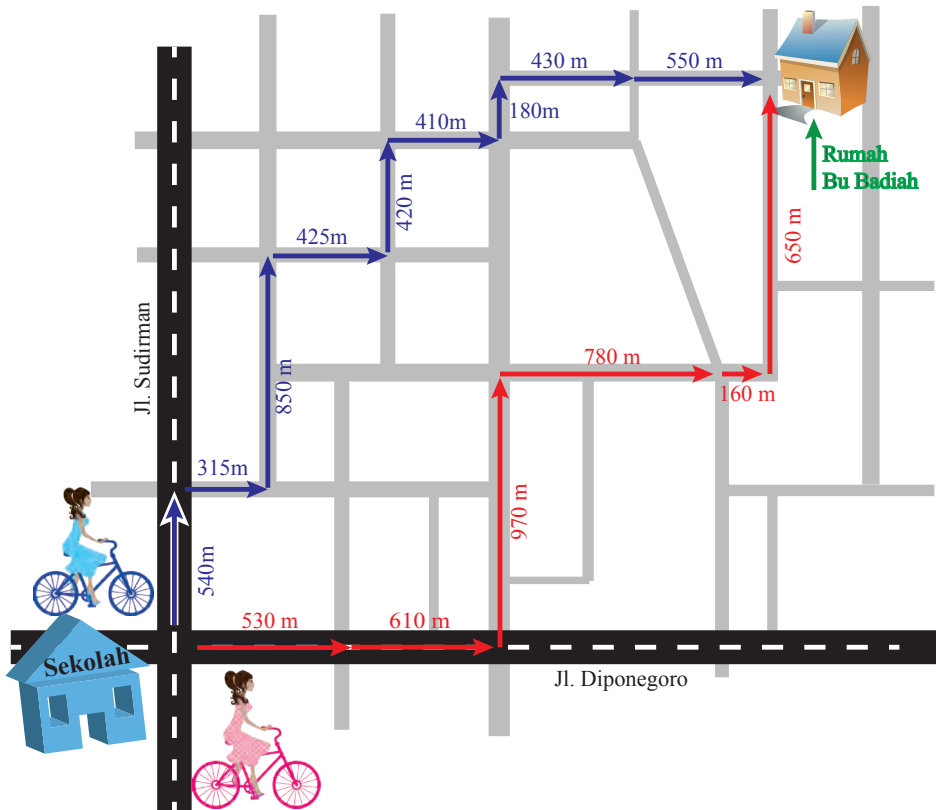 430 m
550 m
180m
410m
Rumah
Bu Badiah
420 m
425m
650 m
Jl. Sudirman
850 m
780 m
160 m
315m
970 m
540m
530 m
610 m
Sekolah
Jl. Diponegoro